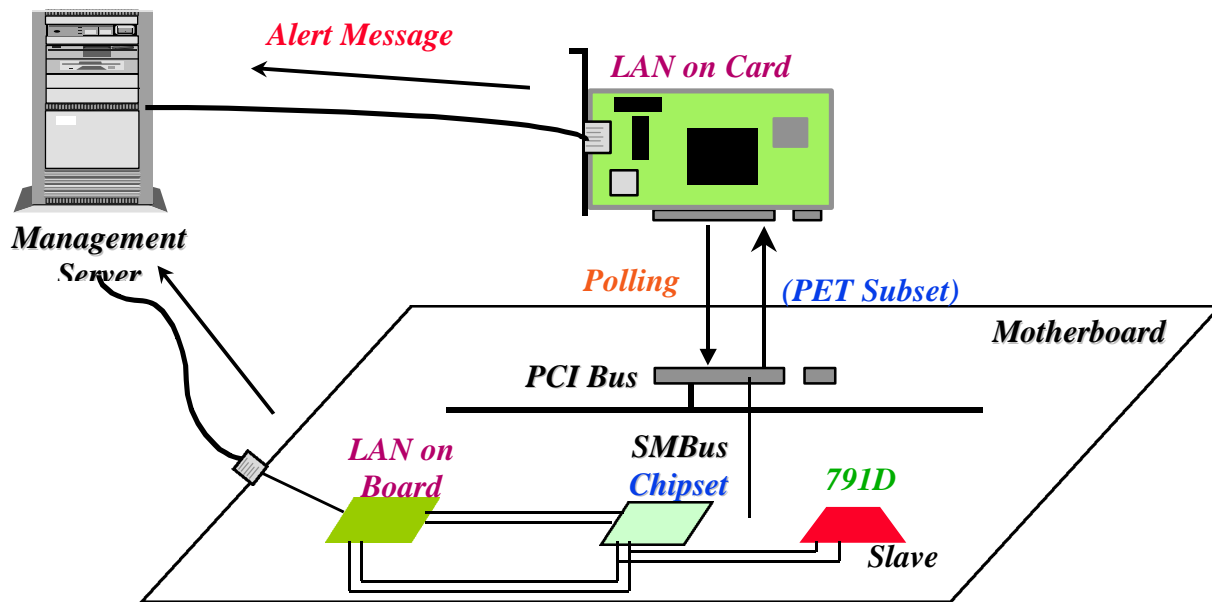 Alert Message
LAN on Card
Management
Server
Polling
(PET Subset)
Motherboard
PCI Bus
LAN on
Board
SMBus
Chipset
791D
Slave